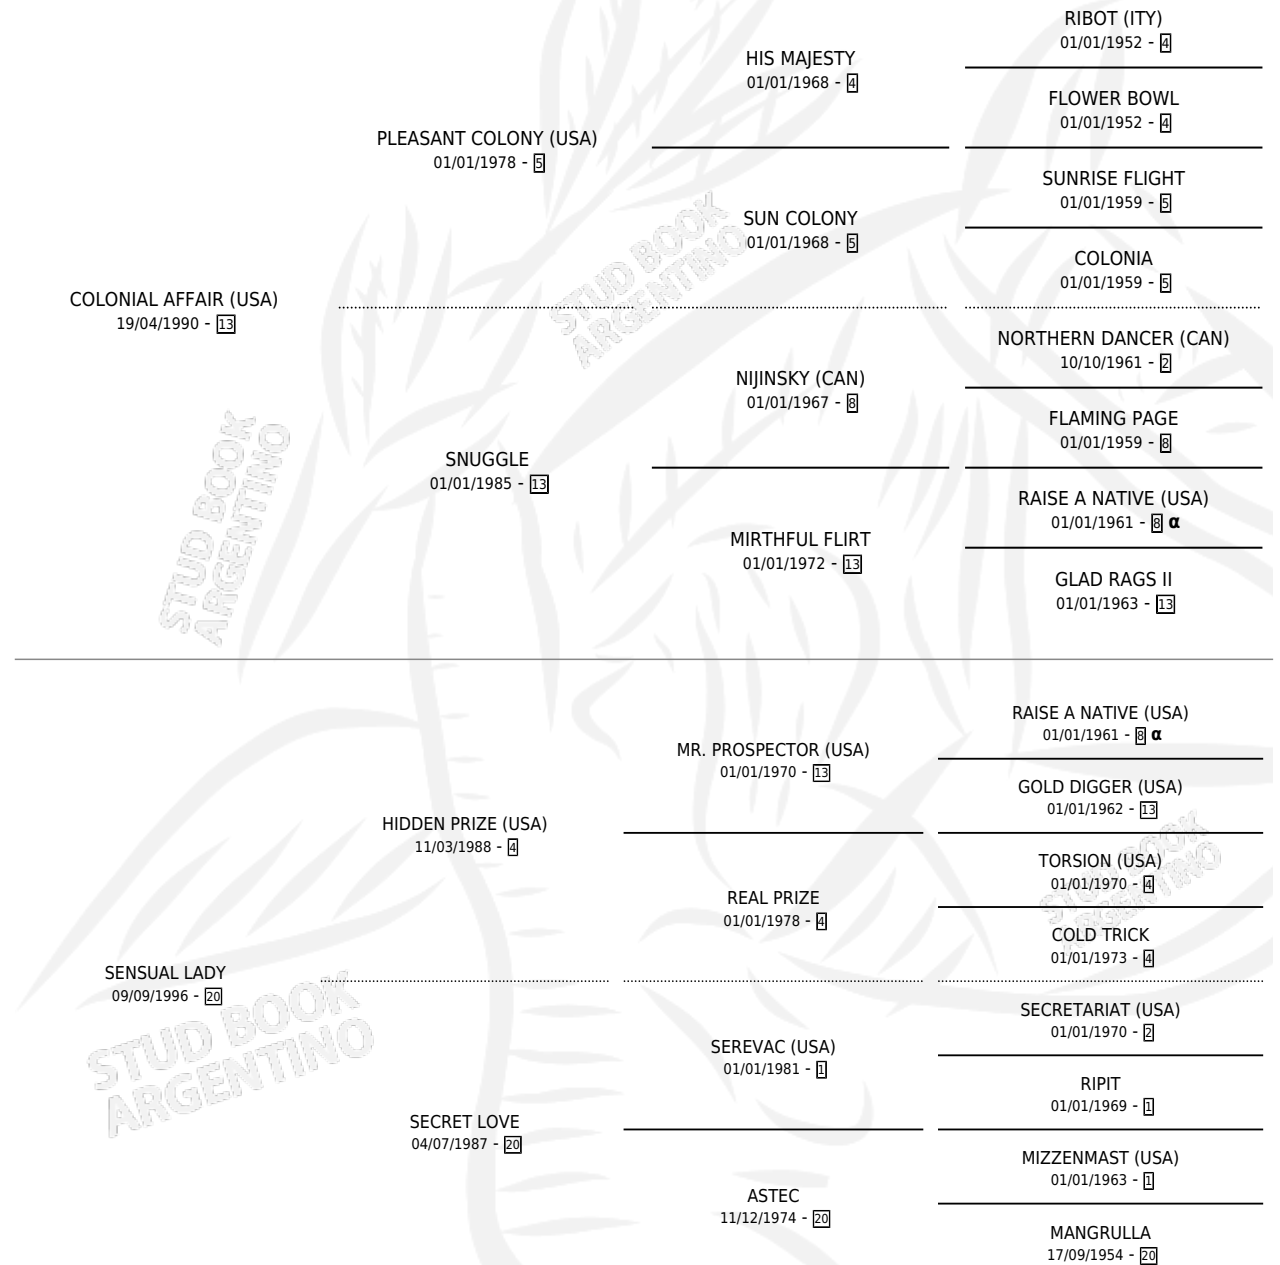 RIBOT (ITY)
01/01/1952 - 4
HIS MAJESTY
01/01/1968 - 4
FLOWER BOWL
01/01/1952 - 4
PLEASANT COLONY (USA)
01/01/1978 - 5
SUNRISE FLIGHT
01/01/1959 - 5
SUN COLONY
01/01/1968 - 5
COLONIA
01/01/1959 - 5
COLONIAL AFFAIR (USA)
19/04/1990 - 13
NORTHERN DANCER (CAN)
10/10/1961 - 2
NIJINSKY (CAN)
01/01/1967 - 8
FLAMING PAGE
01/01/1959 - 8
SNUGGLE
01/01/1985 - 13
RAISE A NATIVE (USA)
01/01/1961 - 8 α
MIRTHFUL FLIRT
01/01/1972 - 13
GLAD RAGS II
01/01/1963 - 13
RAISE A NATIVE (USA)
01/01/1961 - 8 α
MR. PROSPECTOR (USA)
01/01/1970 - 13
GOLD DIGGER (USA)
01/01/1962 - 13
HIDDEN PRIZE (USA)
11/03/1988 - 4
TORSION (USA)
01/01/1970 - 4
REAL PRIZE
01/01/1978 - 4
COLD TRICK
01/01/1973 - 4
SENSUAL LADY
09/09/1996 - 20
SECRETARIAT (USA)
01/01/1970 - 2
SEREVAC (USA)
01/01/1981 - 1
RIPIT
01/01/1969 - 1
SECRET LOVE
04/07/1987 - 20
MIZZENMAST (USA)
01/01/1963 - 1
ASTEC
11/12/1974 - 20
MANGRULLA
17/09/1954 - 20
STUD BOOK
ARGENTINO
STUD BOOK
ARGENTINO
STUD BOOK
ARGENTINO
STUD BOOK
ARGENTINO